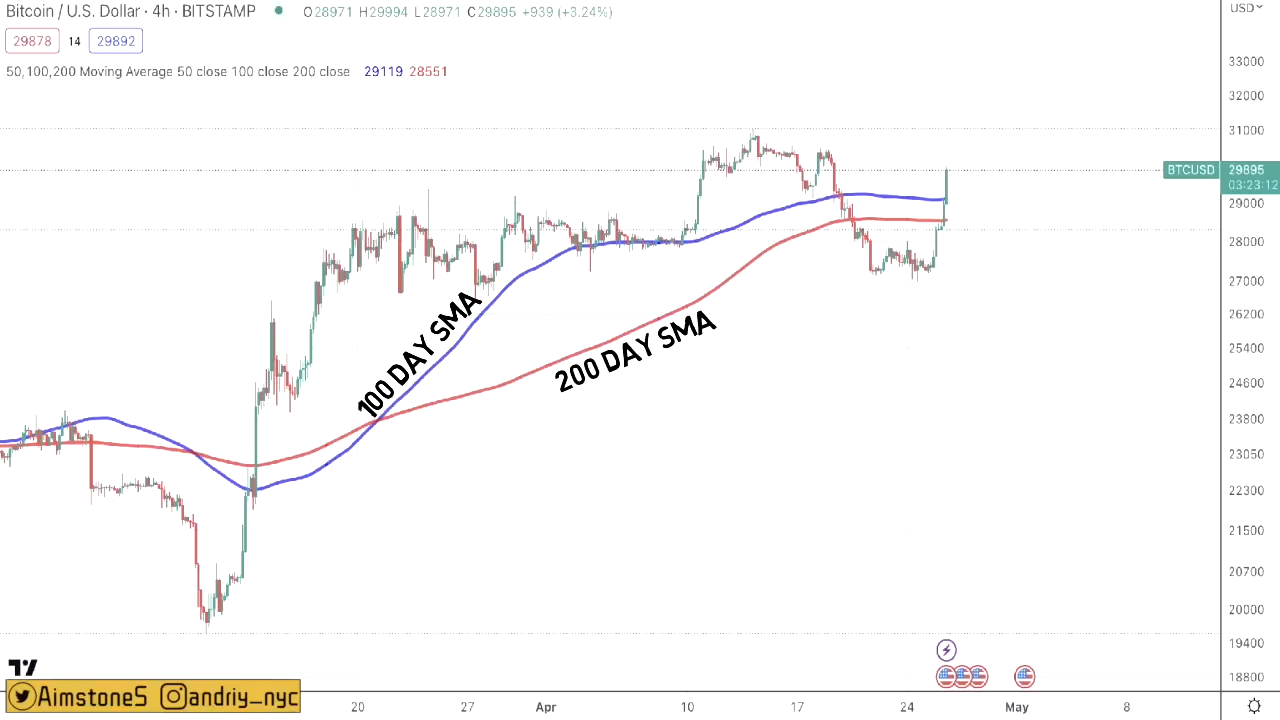 Bitcoin / U.S. Dollar · 4h · BITSTAMP O28971 H29994 L28971 C29895 +939 (+3.24%)
USD
29878 14 29892
50,100,200 Moving Average 50 close 100 close 200 close 29119 28551
33000
32000
31000
BTCUSD 29895
03:23:12
29000
28000
27000
26200
25400
24600
23800
23050
22300
21500
20700
20000
19400
18800
100 DAY SMA
200 DAY SMA
AimstoneS andriy_nyc
20 27 Apr 10 17 24 May 8